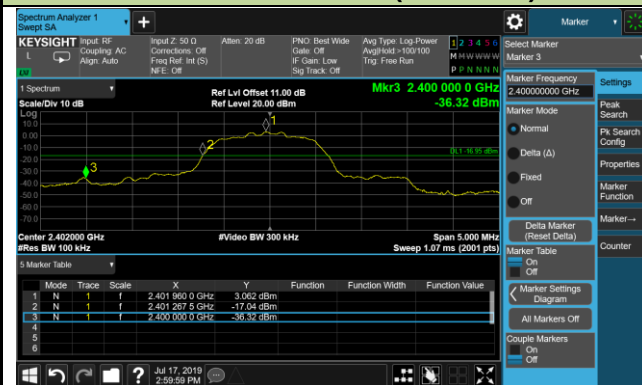 Spectrum Analyzer 1
Swept SA
+
Marker
KEYSIGHT
L
LV
Input: RF
Coupling: AC
Align: Auto
Input Z: 50 Ω
Corrections: Off
Freq Ref: Int (S)
NFE: Off
Atten: 20 dB
PNO: Best Wide
Gate: Off
IF Gain: Low
Sig Track: Off
Avg Type: Log-Power
Avg|Hold:>100/100
Trig: Free Run
1 2 3 4 5 6
M M W W W W
P P N N N N
Select Marker
Marker 3
1 Spectrum
Scale/Div 10 dB
Log
Ref Lvl Offset 11.00 dB
Ref Level 20.00 dBm
Mkr3 2.400 000 0 GHz
-36.32 dBm
10.0
0.00
-10.0
-20.0
-30.0
-40.0
-50.0
-60.0
-70.0
1
2
3
DL1 -16.95 dBm
Center 2.402000 GHz
#Res BW 100 kHz
#Video BW 300 kHz
Span 5.000 MHz
Sweep 1.07 ms (2001 pts)
5 Marker Table
Mode Trace Scale X Y Function Function Width Function Value
1 N 1 f 2.401 960 0 GHz 3.062 dBm
2 N 1 f 2.401 267 5 GHz -17.04 dBm
3 N 1 f 2.400 000 0 GHz -36.32 dBm
4
5
6
Marker Frequency
2.400000000 GHz
Marker Mode
Normal
Delta (Δ)
Fixed
Off
Delta Marker
(Reset Delta)
Marker Table
On
Off
Marker Settings
Diagram
All Markers Off
Couple Markers
On
Off
Settings
Peak
Search
Pk Search
Config
Properties
Marker
Function
Marker→
Counter
?
Jul 17, 2019
2:59:59 PM